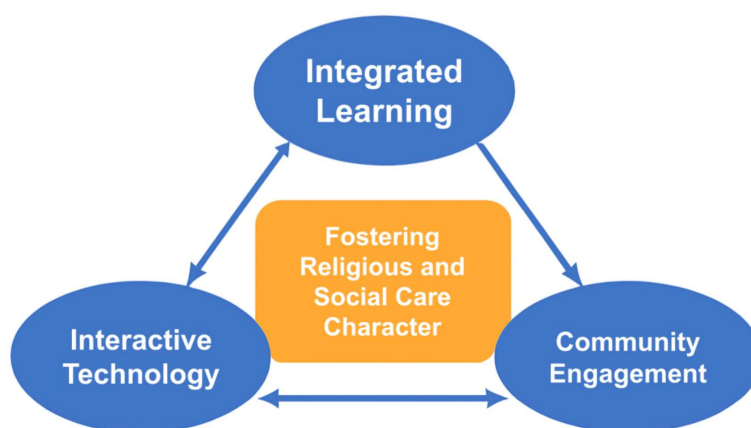 Integrated
Learning
Fostering
Religious and
Social Care
Character
Interactive
Technology
Community
Engagement